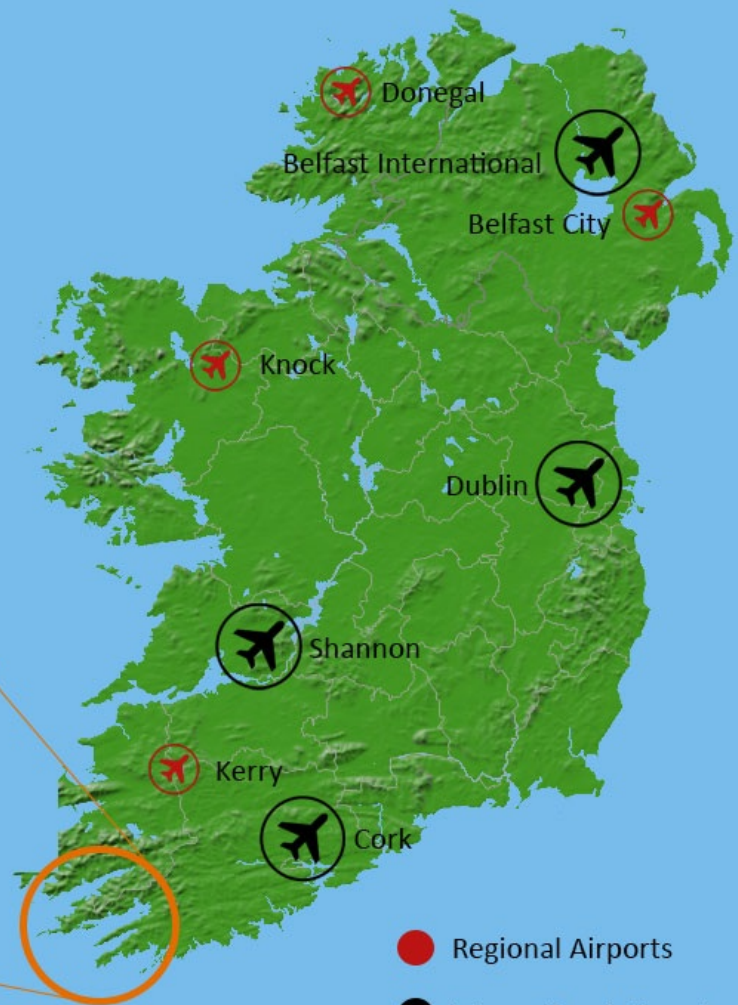 Donegal
Belfast International
Belfast City
Knock
Dublin
Shannon
Kerry
Cork
Regional Airports